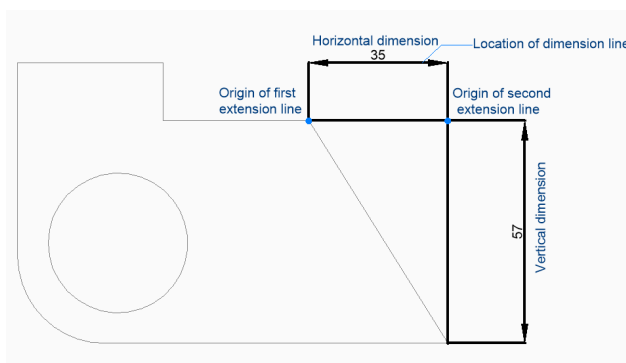 Horizontal dimension
35
Location of dimension line
Origin of first
extension line
Origin of second
extension line
57
Vertical dimension